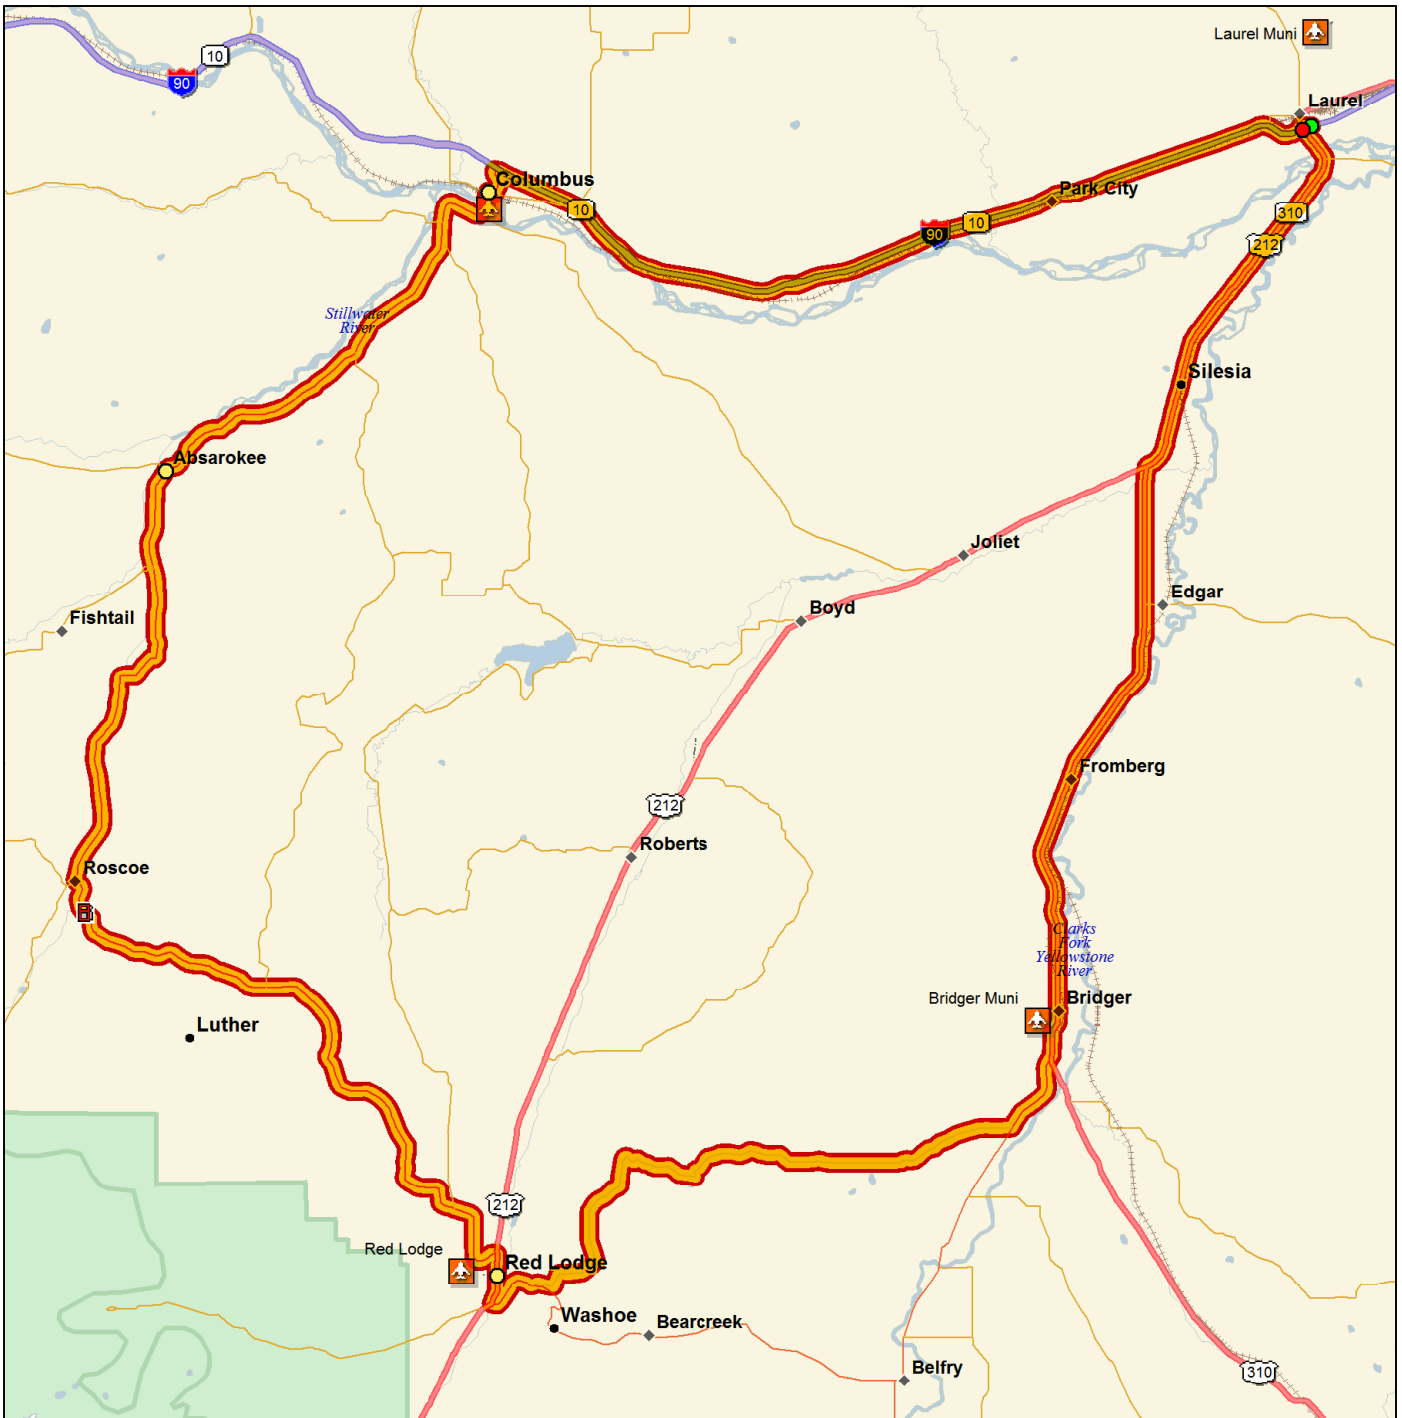 Laurel Muni
10
90
Laurel
Columbus
Park City
10
10
90
310
212
Stillwater
River
Silesia
Absarokee
Joliet
Edgar
Boyd
Fishtail
Fromberg
212
Roberts
Roscoe
B
Clarks
Fork
Yellowstone
River
Bridger Muni
Bridger
Luther
212
Red Lodge
Red Lodge
Washoe
Bearcreek
Belfry
310